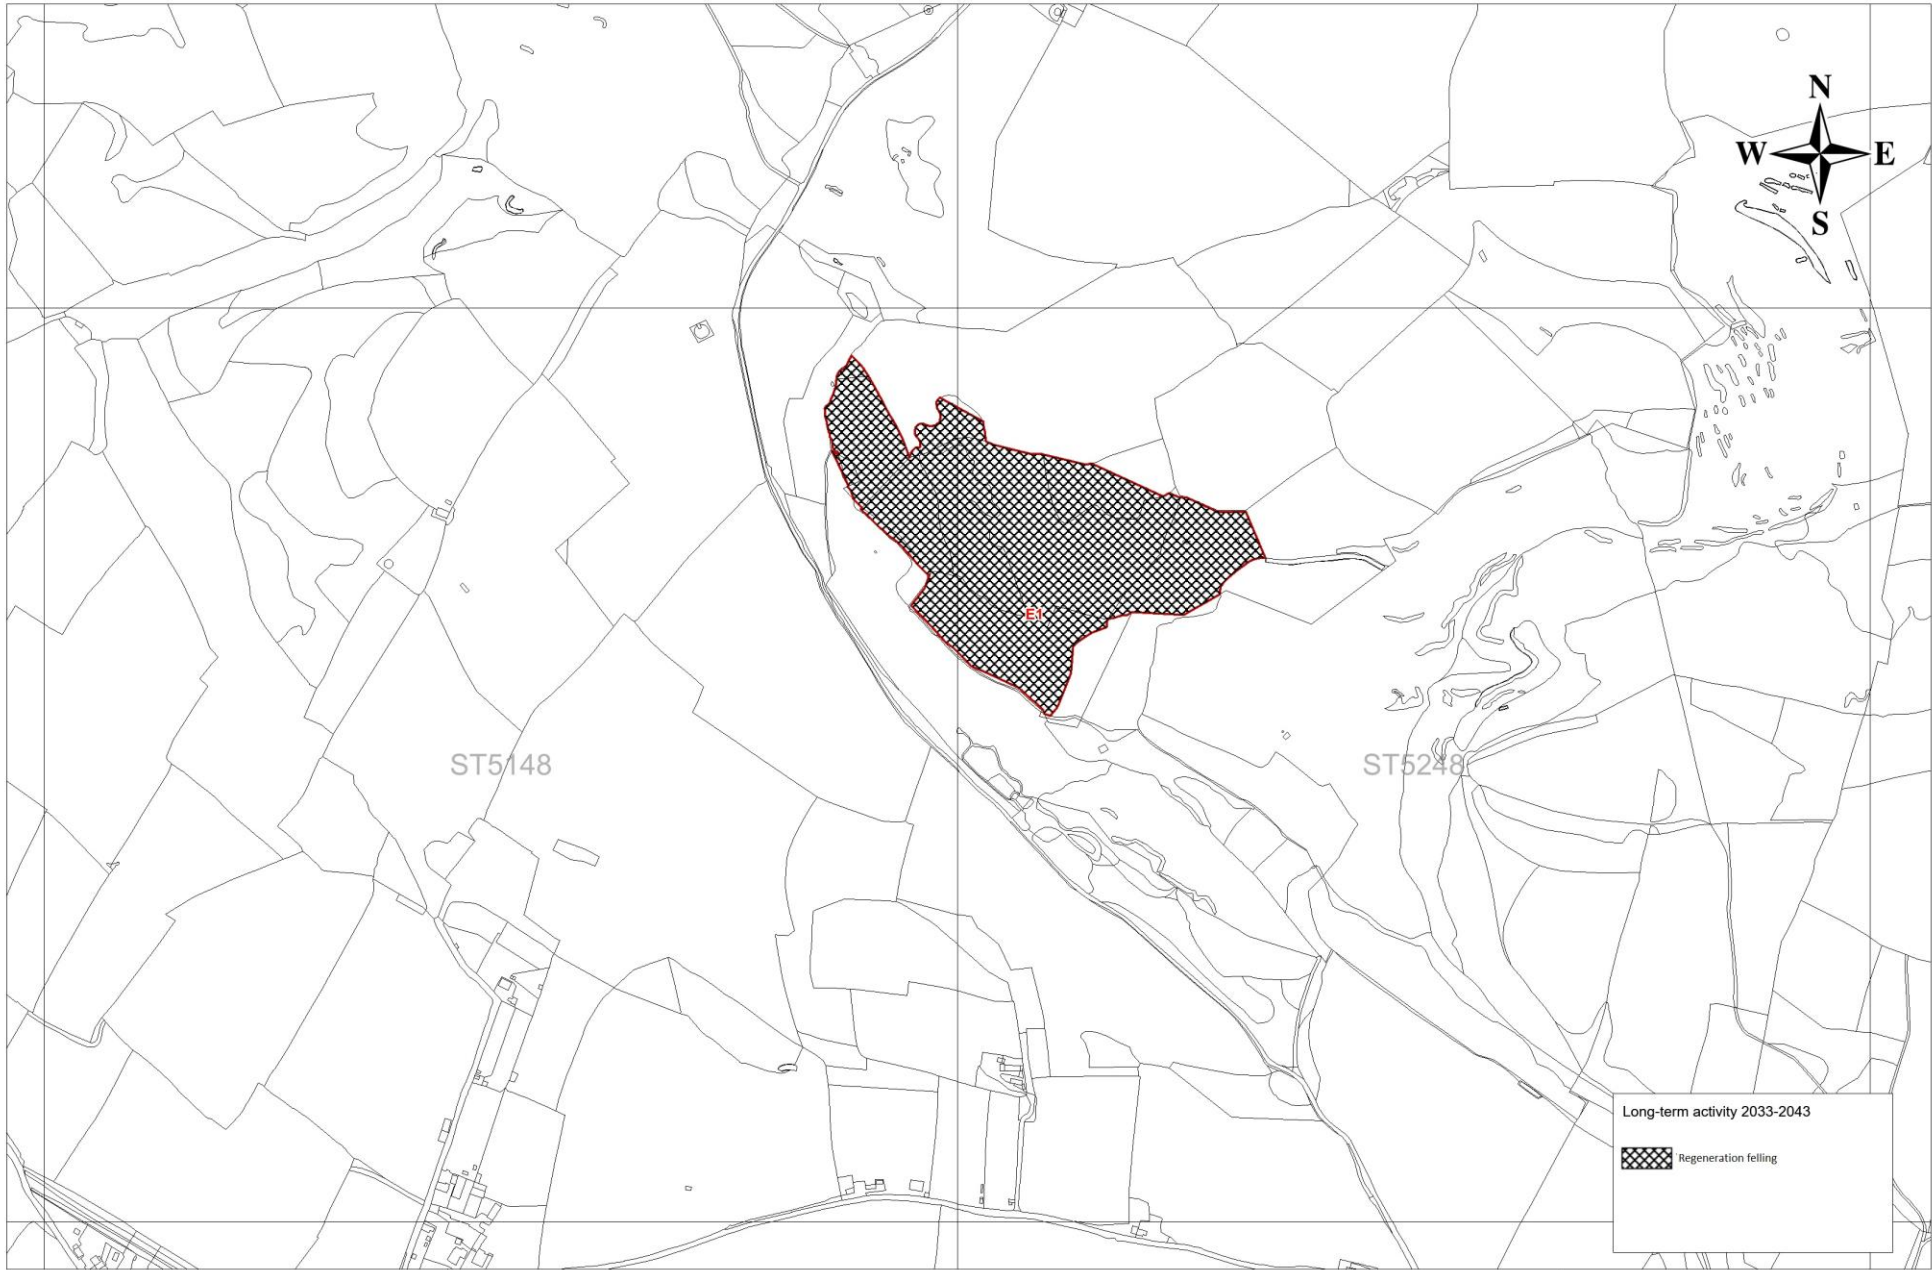 N
W E
S
E1
ST5148
ST5248
Long-term activity 2033-2043
Regeneration felling